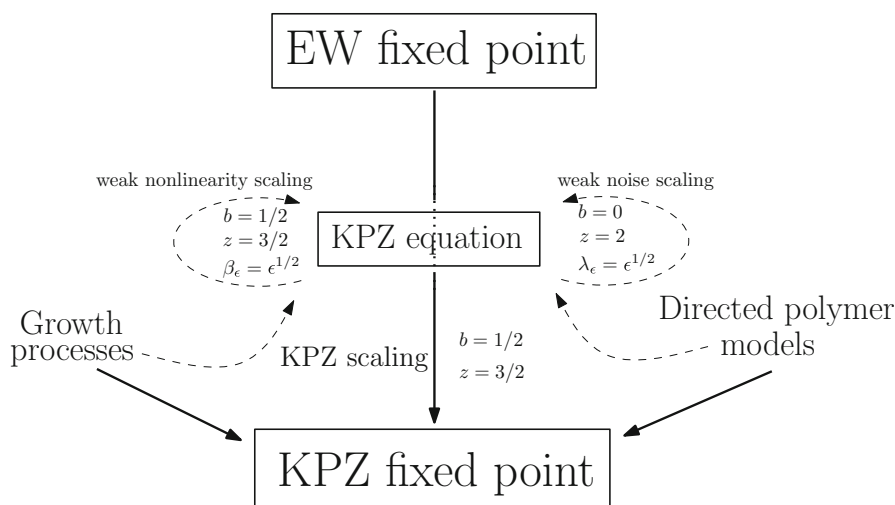 EW fixed point
weak nonlinearity scaling
b = 1/2
z = 3/2
β_ϵ = ϵ^{1/2}
KPZ equation
weak noise scaling
b = 0
z = 2
λ_ϵ = ϵ^{1/2}
Growth
processes
KPZ scaling
b = 1/2
z = 3/2
Directed polymer
models
KPZ fixed point